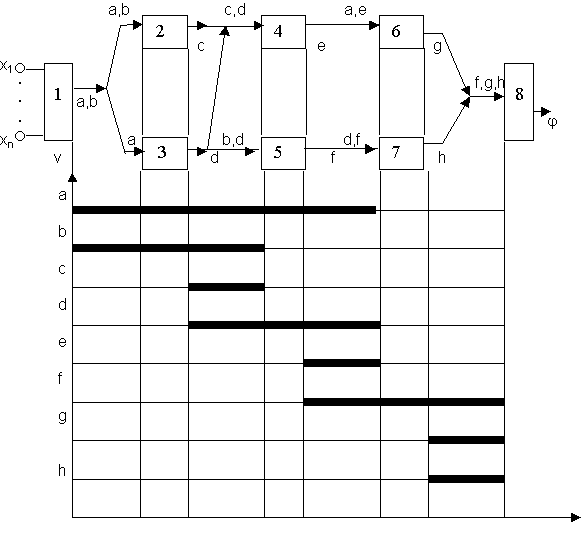 a,b c,d a,e
2 4 6
c e g
x1 1 a,b f,g,h 8
φ
xn a b,d d,f
3 5 7
v d f h
a
b
c
d
e
f
g
h